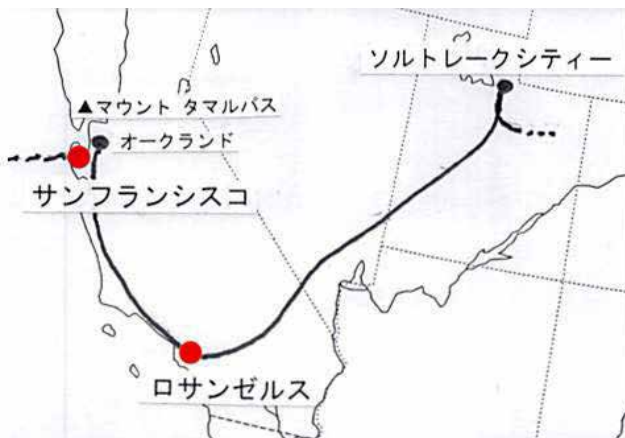 ソルトレークシティー
▲マウント タマルパス
オークランド
サンフランシスコ
ロサンゼルス